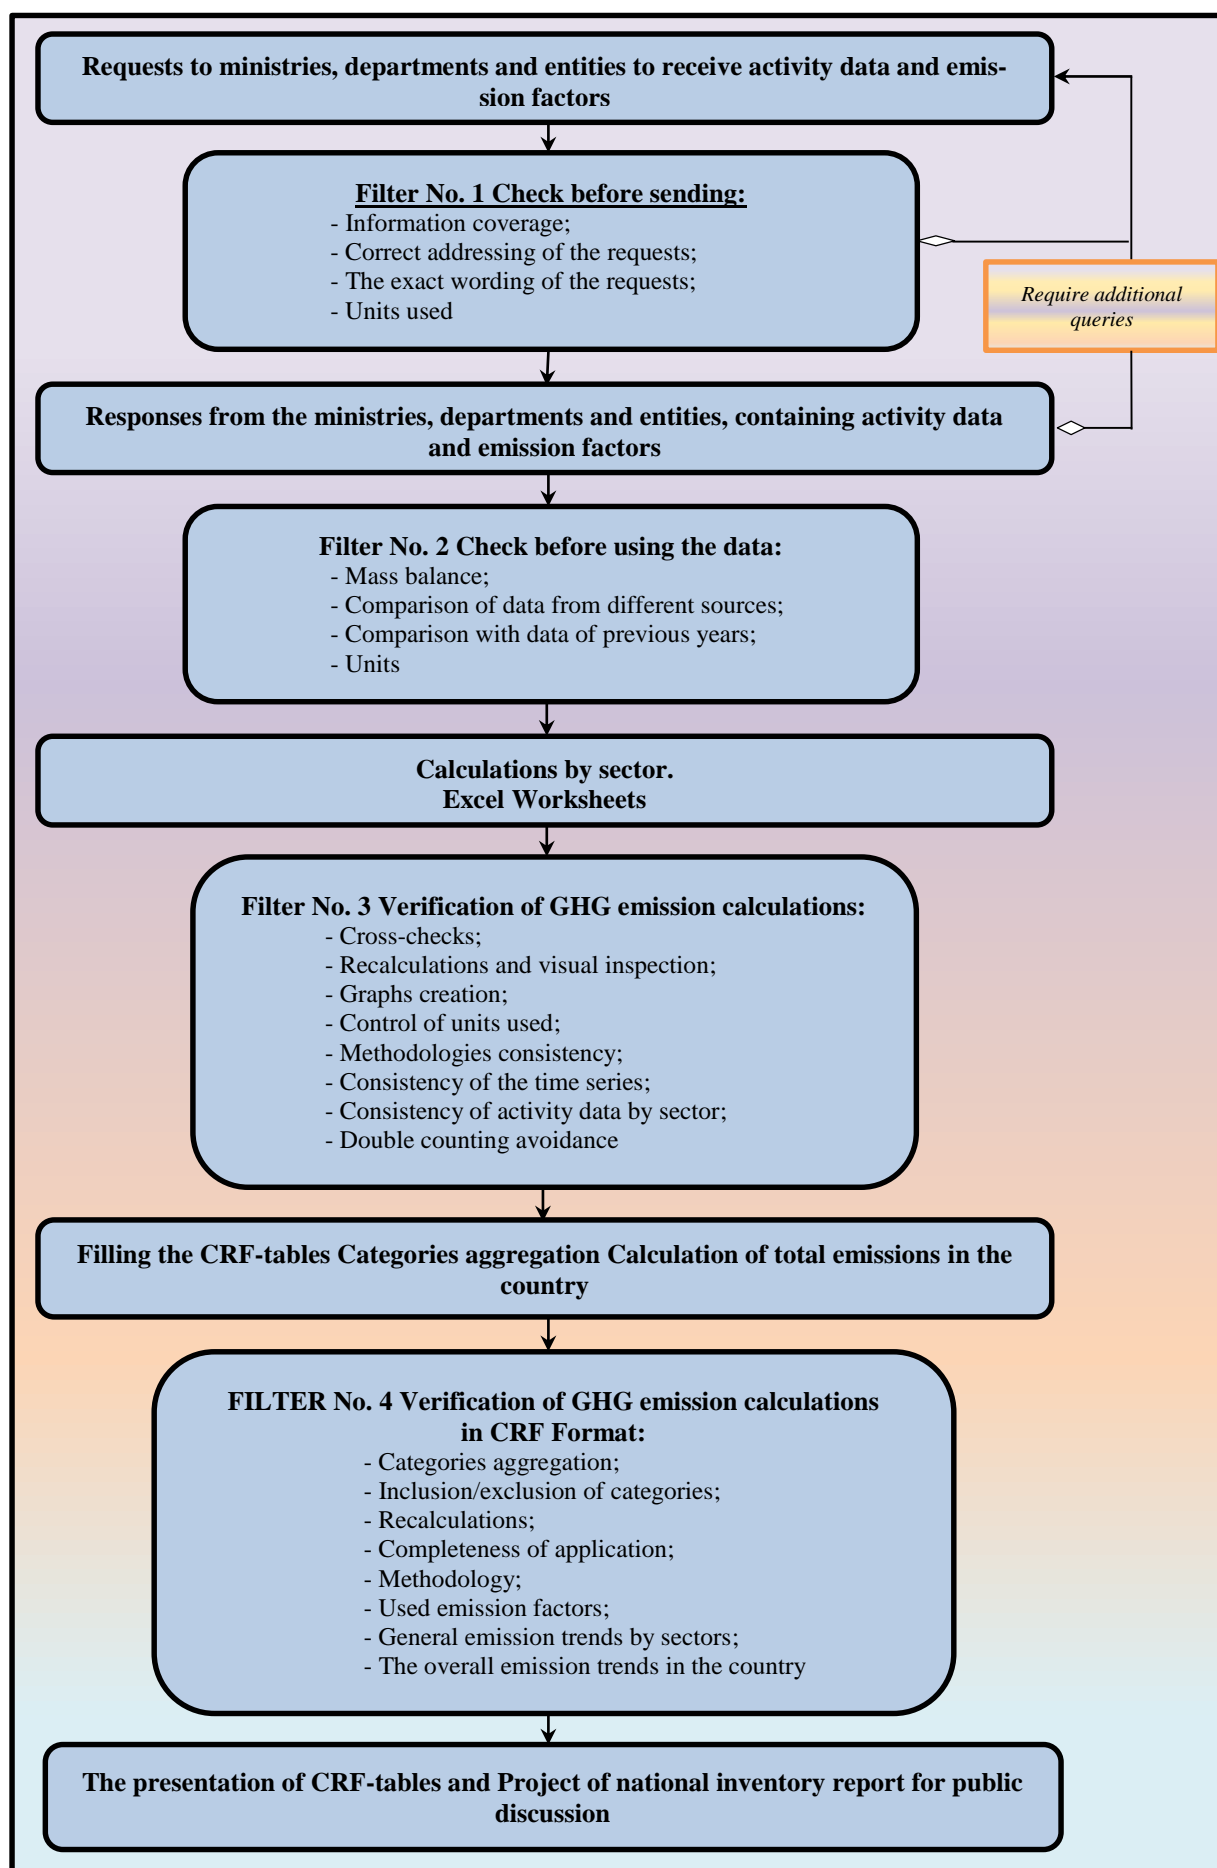 Requests to ministries, departments and entities to receive activity data and emis-
sion factors
Filter No. 1 Check before sending:
- Information coverage;
- Correct addressing of the requests;
- The exact wording of the requests;
- Units used
Require additional
queries
Responses from the ministries, departments and entities, containing activity data
and emission factors
Filter No. 2 Check before using the data:
- Mass balance;
- Comparison of data from different sources;
- Comparison with data of previous years;
- Units
Calculations by sector.
Excel Worksheets
Filter No. 3 Verification of GHG emission calculations:
- Cross-checks;
- Recalculations and visual inspection;
- Graphs creation;
- Control of units used;
- Methodologies consistency;
- Consistency of the time series;
- Consistency of activity data by sector;
- Double counting avoidance
Filling the CRF-tables Categories aggregation Calculation of total emissions in the
country
FILTER No. 4 Verification of GHG emission calculations
in CRF Format:
- Categories aggregation;
- Inclusion/exclusion of categories;
- Recalculations;
- Completeness of application;
- Methodology;
- Used emission factors;
- General emission trends by sectors;
- The overall emission trends in the country
The presentation of CRF-tables and Project of national inventory report for public
discussion